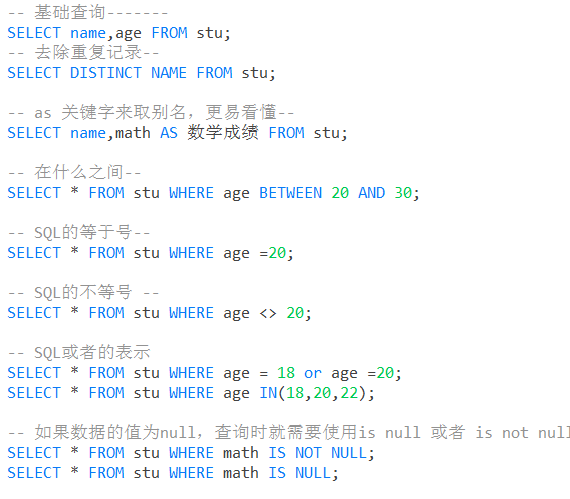 -- 基础查询-------
SELECT name,age FROM stu;
-- 去除重复记录--
SELECT DISTINCT NAME FROM stu;
-- as 关键字来取别名，更易看懂--
SELECT name,math AS 数学成绩 FROM stu;
-- 在什么之间--
SELECT * FROM stu WHERE age BETWEEN 20 AND 30;
-- SQL的等于号--
SELECT * FROM stu WHERE age =20;
-- SQL的不等号 --
SELECT * FROM stu WHERE age <> 20;
-- SQL或者的表示
SELECT * FROM stu WHERE age = 18 or age =20;
SELECT * FROM stu WHERE age IN(18,20,22);
-- 如果数据的值为null，查询时就需要使用is null 或者 is not null
SELECT * FROM stu WHERE math IS NOT NULL;
SELECT * FROM stu WHERE math IS NULL;